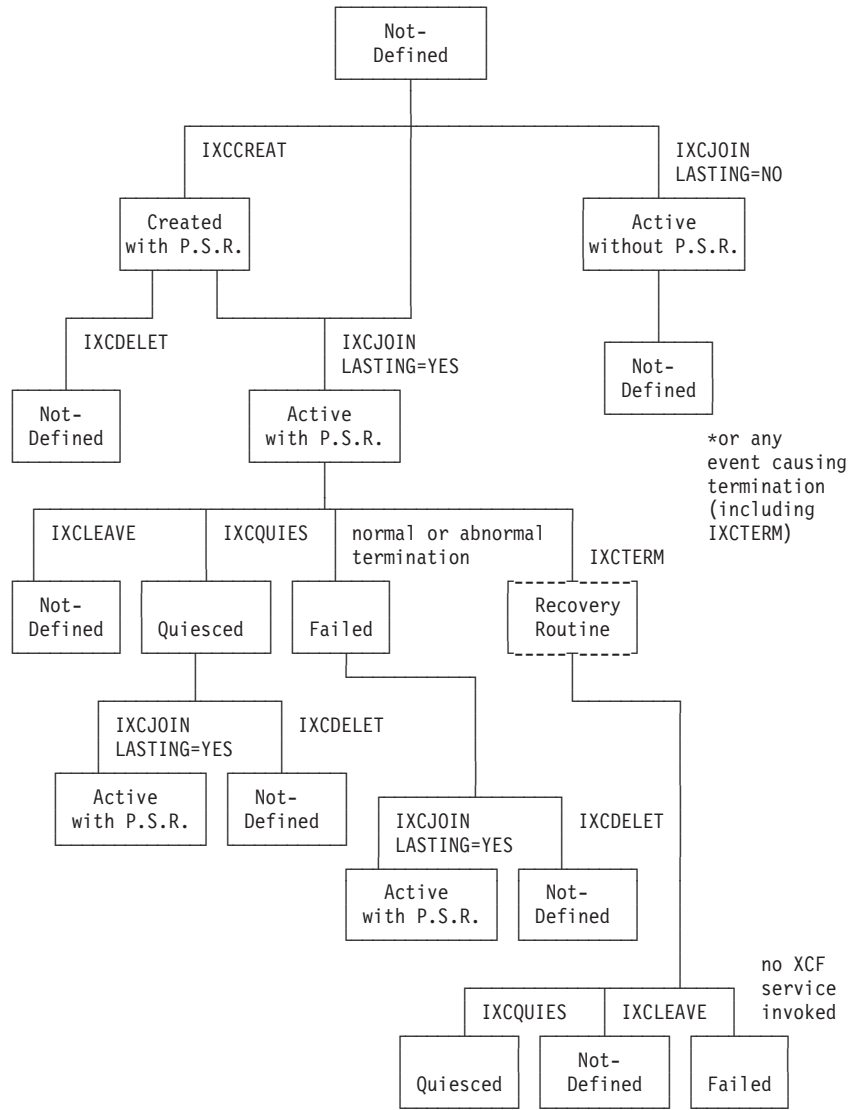 Not-
Defined
IXCCREAT
IXCJOIN
LASTING=NO
Created
with P.S.R.
Active
without P.S.R.
IXCDELET
IXCJOIN
LASTING=YES
Not-
Defined
Not-
Defined
Active
with P.S.R.
*or any
event causing
termination
(including
IXCTERM)
IXCLEAVE
IXCQUIES
normal or abnormal
termination
IXCTERM
Not-
Defined
Quiesced
Failed
Recovery
Routine
IXCJOIN
LASTING=YES
IXCDELET
Active
with P.S.R.
Not-
Defined
IXCJOIN
LASTING=YES
IXCDELET
Active
with P.S.R.
Not-
Defined
no XCF
service
invoked
IXCQUIES
IXCLEAVE
Quiesced
Not-
Defined
Failed